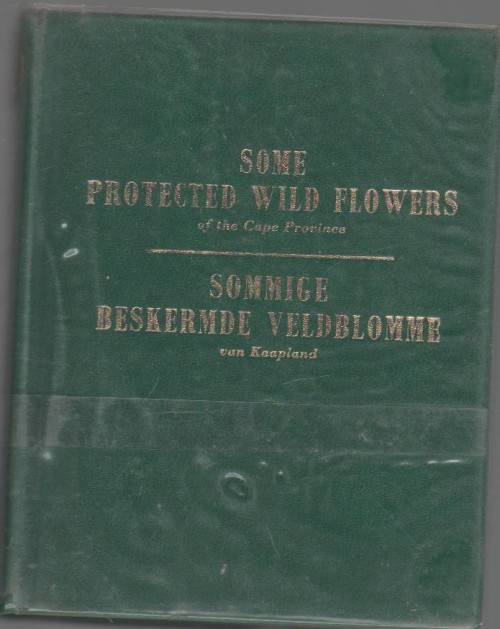 SOME
PROTECTED WILD FLOWERS
of the Cape Province
SOMMIGE
BESKERMDE VELDBLOMME
van Kaapland